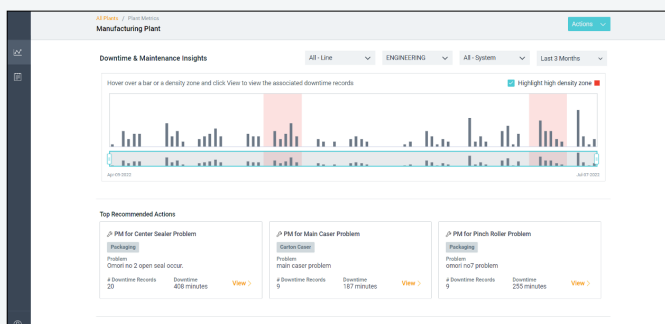 All Plants / Plant Metrics
Manufacturing Plant
Actions
Downtime & Maintenance Insights
All - Line
ENGINEERING
All - System
Last 3 Months
Hover over a bar or a density zone and click View to view the associated downtime records
Highlight high density zone
Apr-09-2022
Jul-07-2022
Top Recommended Actions
PM for Center Sealer Problem
Packaging
Problem
Omori no 2 open seal occur.
# Downtime Records
Downtime
20
408 minutes
View >
PM for Main Caser Problem
Carton Caser
Problem
main caser problem
# Downtime Records
Downtime
9
187 minutes
View >
PM for Pinch Roller Problem
Packaging
Problem
omori no7 problem
# Downtime Records
Downtime
9
255 minutes
View >